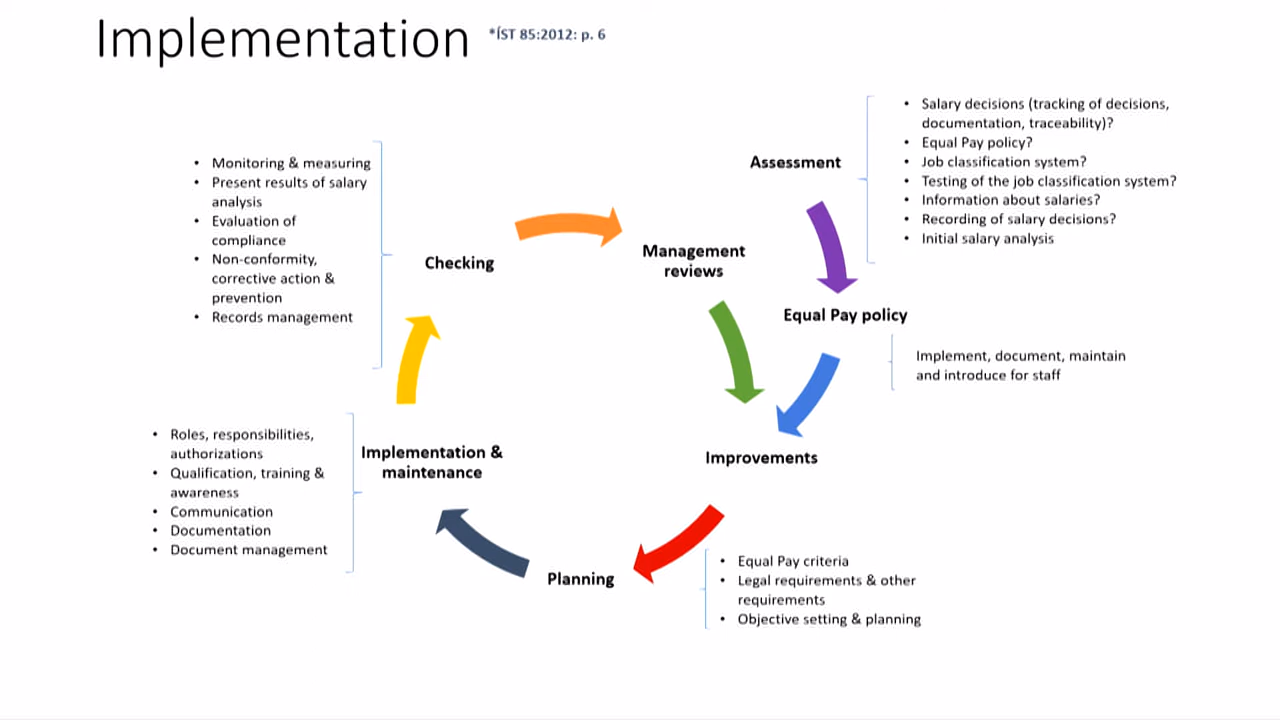 Implementation *ÍST 85:2012: p. 6
• Salary decisions (tracking of decisions,
documentation, traceability)?
• Equal Pay policy?
• Job classification system?
• Testing of the job classification system?
• Information about salaries?
• Recording of salary decisions?
• Initial salary analysis
Assessment
• Monitoring & measuring
• Present results of salary
analysis
• Evaluation of
compliance
• Non-conformity,
corrective action &
prevention
• Records management
Checking
Management
reviews
Equal Pay policy
Implement, document, maintain
and introduce for staff
• Roles, responsibilities,
authorizations
• Qualification, training &
awareness
• Communication
• Documentation
• Document management
Implementation &
maintenance
Improvements
Planning
• Equal Pay criteria
• Legal requirements & other
requirements
• Objective setting & planning